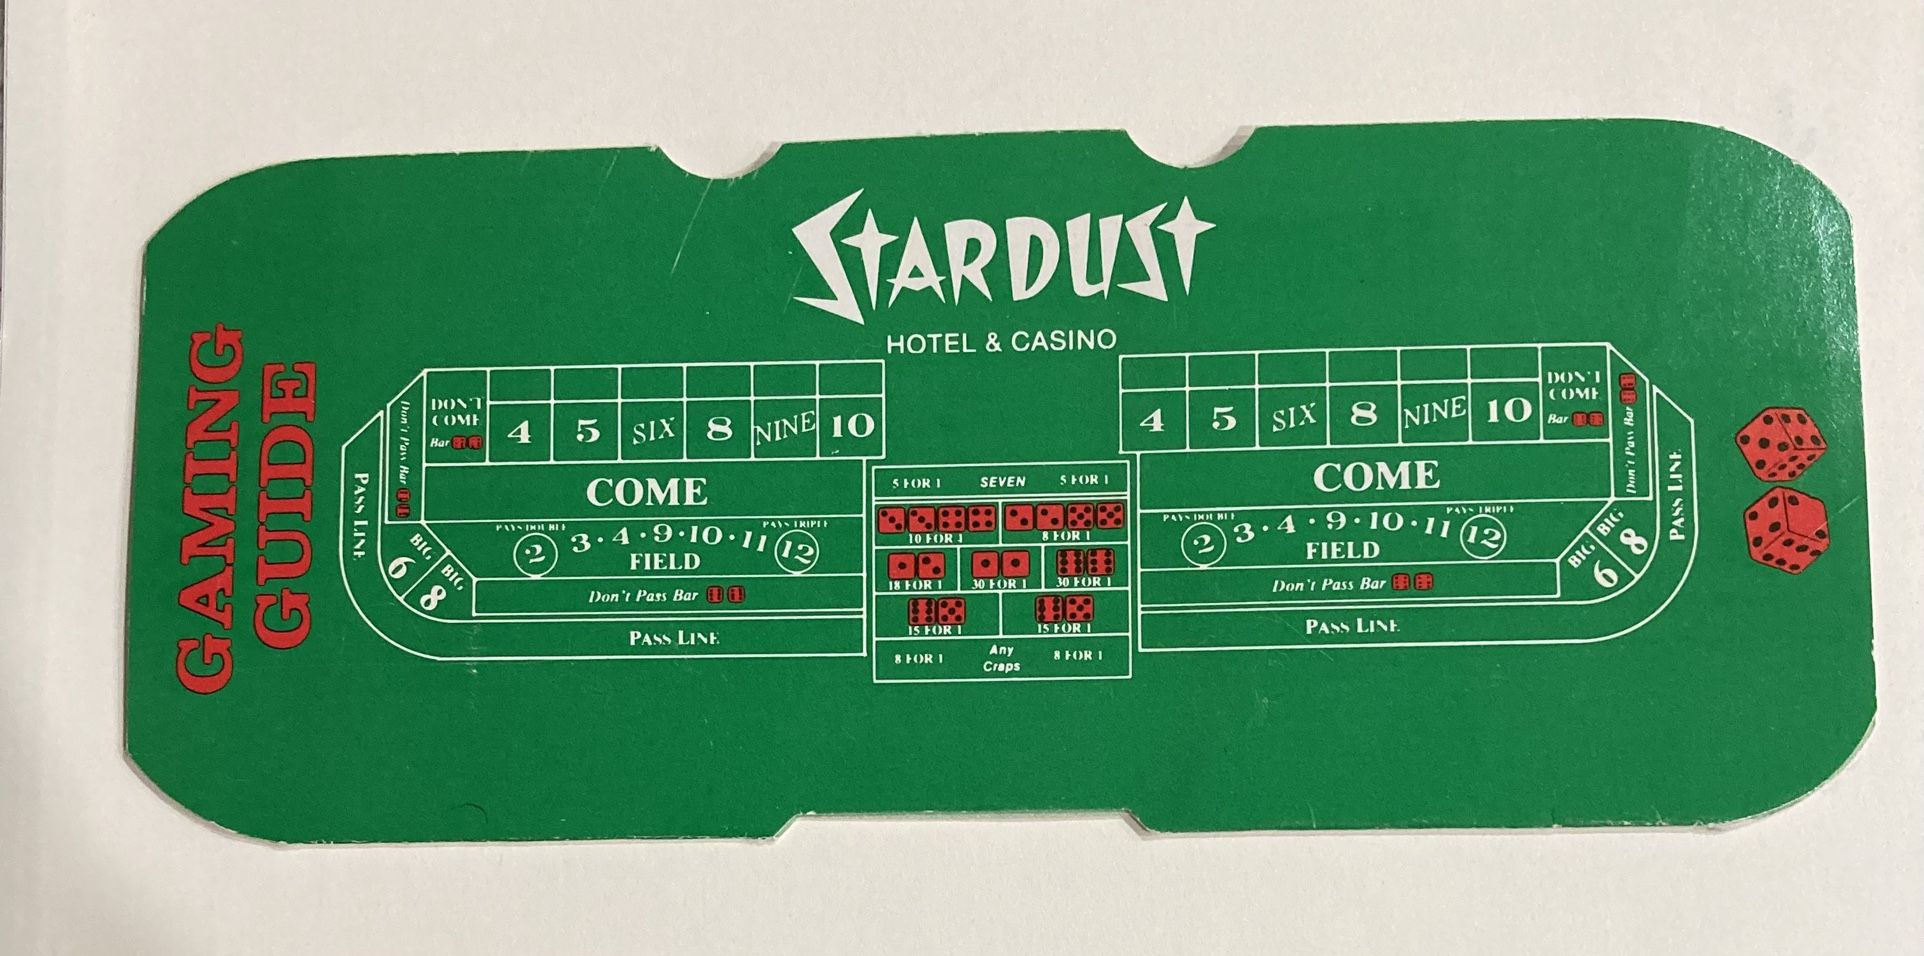 STARDUST
HOTEL & CASINO
GAMING
GUIDE
DON'T
COME
Bar
4 5 SIX 8 NINE 10
Don't Pass Bar
PASS LINE
COME
PAYS DOUBLE
PAYS TRIPLE
2 3 · 4 · 9 · 10 · 11 12
FIELD
BIG
6
BIG
8
Don't Pass Bar
PASS LINE
5 FOR 1 SEVEN 5 FOR 1
10 FOR 1 8 FOR 1
18 FOR 1 30 FOR 1 30 FOR 1
15 FOR 1 15 FOR 1
8 FOR 1 Any Craps 8 FOR 1
4 5 SIX 8 NINE 10
DON'T
COME
Bar
Don't Pass Bar
PASS LINE
COME
PAYS DOUBLE
PAYS TRIPLE
2 3 · 4 · 9 · 10 · 11 12
FIELD
BIG
6
BIG
8
Don't Pass Bar
PASS LINE